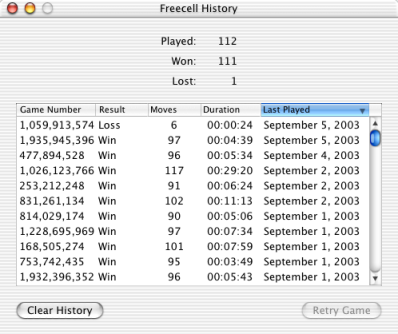 Freecell History
Played: 112
Won: 111
Lost: 1
Game Number Result Moves Duration Last Played
1,059,913,574 Loss 6 00:00:24 September 5, 2003
1,935,945,396 Win 97 00:04:39 September 5, 2003
477,894,528 Win 96 00:05:34 September 4, 2003
1,026,123,766 Win 117 00:29:20 September 2, 2003
253,212,248 Win 91 00:06:24 September 2, 2003
831,261,134 Win 102 00:11:13 September 2, 2003
814,029,174 Win 90 00:05:06 September 1, 2003
1,228,695,969 Win 97 00:07:34 September 1, 2003
168,505,274 Win 101 00:07:59 September 1, 2003
753,742,435 Win 95 00:03:49 September 1, 2003
1,932,396,352 Win 96 00:05:43 September 1, 2003
Clear History Retry Game